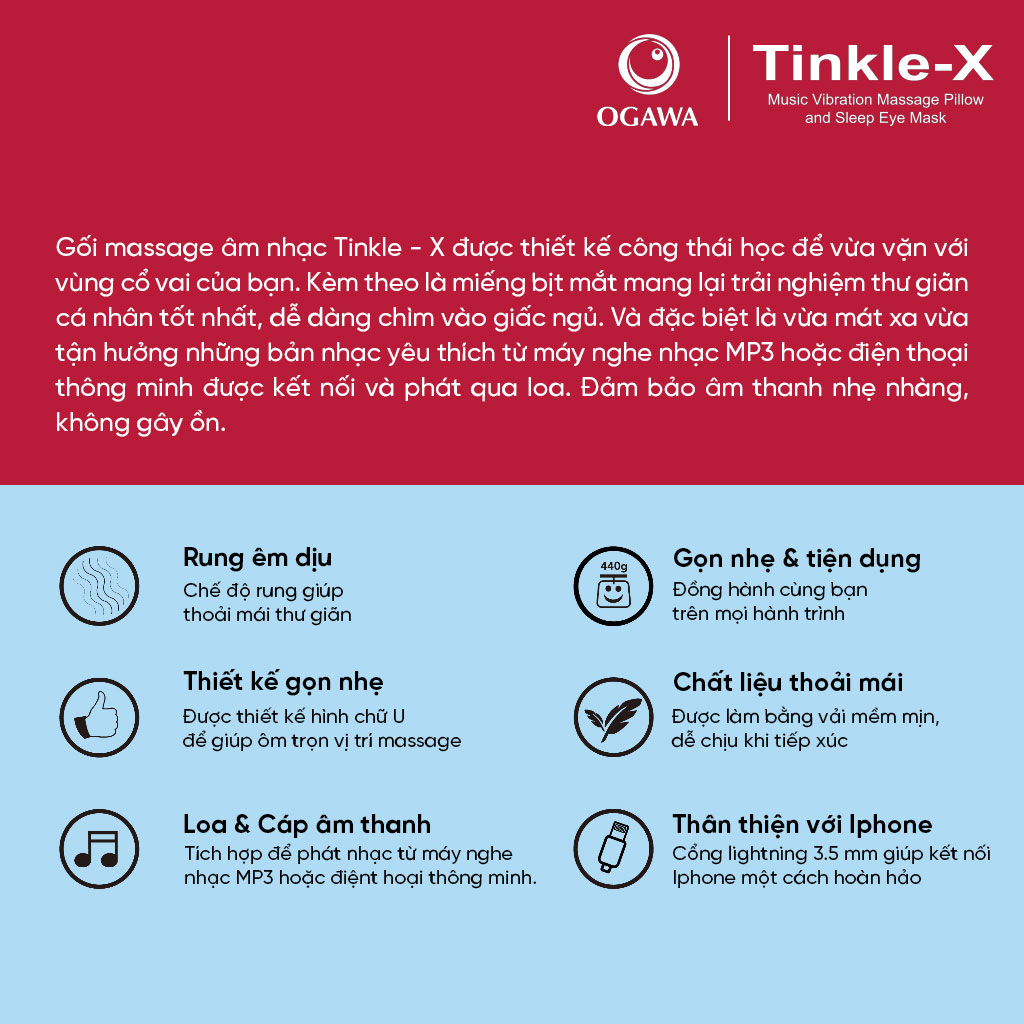 OGAWA
Tinkle-X
Music Vibration Massage Pillow
and Sleep Eye Mask
Gối massage âm nhạc Tinkle - X được thiết kế công thái học để vừa vặn với
vùng cổ vai của bạn. Kèm theo là miếng bịt mắt mang lại trải nghiệm thư giãn
cá nhân tốt nhất, dễ dàng chìm vào giấc ngủ. Và đặc biệt là vừa mát xa vừa
tận hưởng những bản nhạc yêu thích từ máy nghe nhạc MP3 hoặc điện thoại
thông minh được kết nối và phát qua loa. Đảm bảo âm thanh nhẹ nhàng,
không gây ồn.
Rung êm dịu
Chế độ rung giúp
thoải mái thư giãn
440g
Gọn nhẹ & tiện dụng
Đồng hành cùng bạn
trên mọi hành trình
Thiết kế gọn nhẹ
Được thiết kế hình chữ U
để giúp ôm trọn vị trí massage
Chất liệu thoải mái
Được làm bằng vải mềm mịn,
dễ chịu khi tiếp xúc
Loa & Cáp âm thanh
Tích hợp để phát nhạc từ máy nghe
nhạc MP3 hoặc điệnt hoại thông minh.
Thân thiện với Iphone
Cổng lightning 3.5 mm giúp kết nối
Iphone một cách hoàn hảo